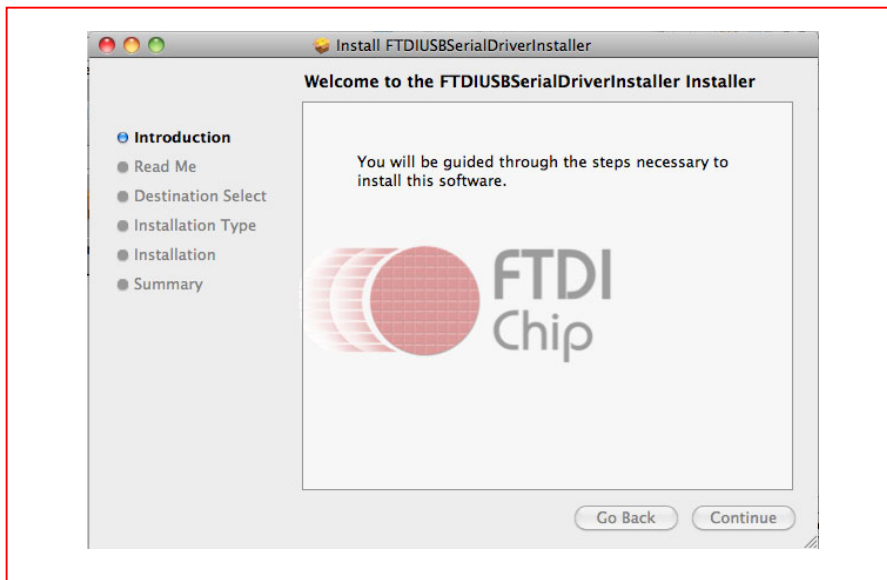 Install FTDIUSBSerialDriverInstaller
Welcome to the FTDIUSBSerialDriverInstaller Installer
Introduction
Read Me
Destination Select
Installation Type
Installation
Summary
You will be guided through the steps necessary to
install this software.
FTDI
Chip
Go Back
Continue